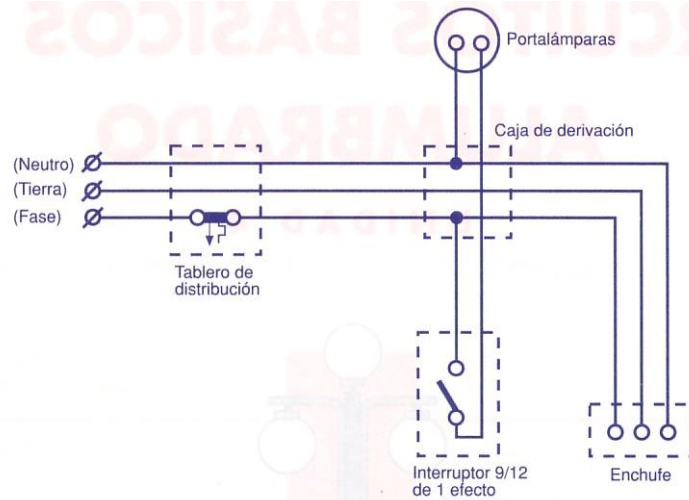 Portalámparas
Caja de derivación
(Neutro)
(Tierra)
(Fase)
Tablero de
distribución
Interruptor 9/12
de 1 efecto
Enchufe